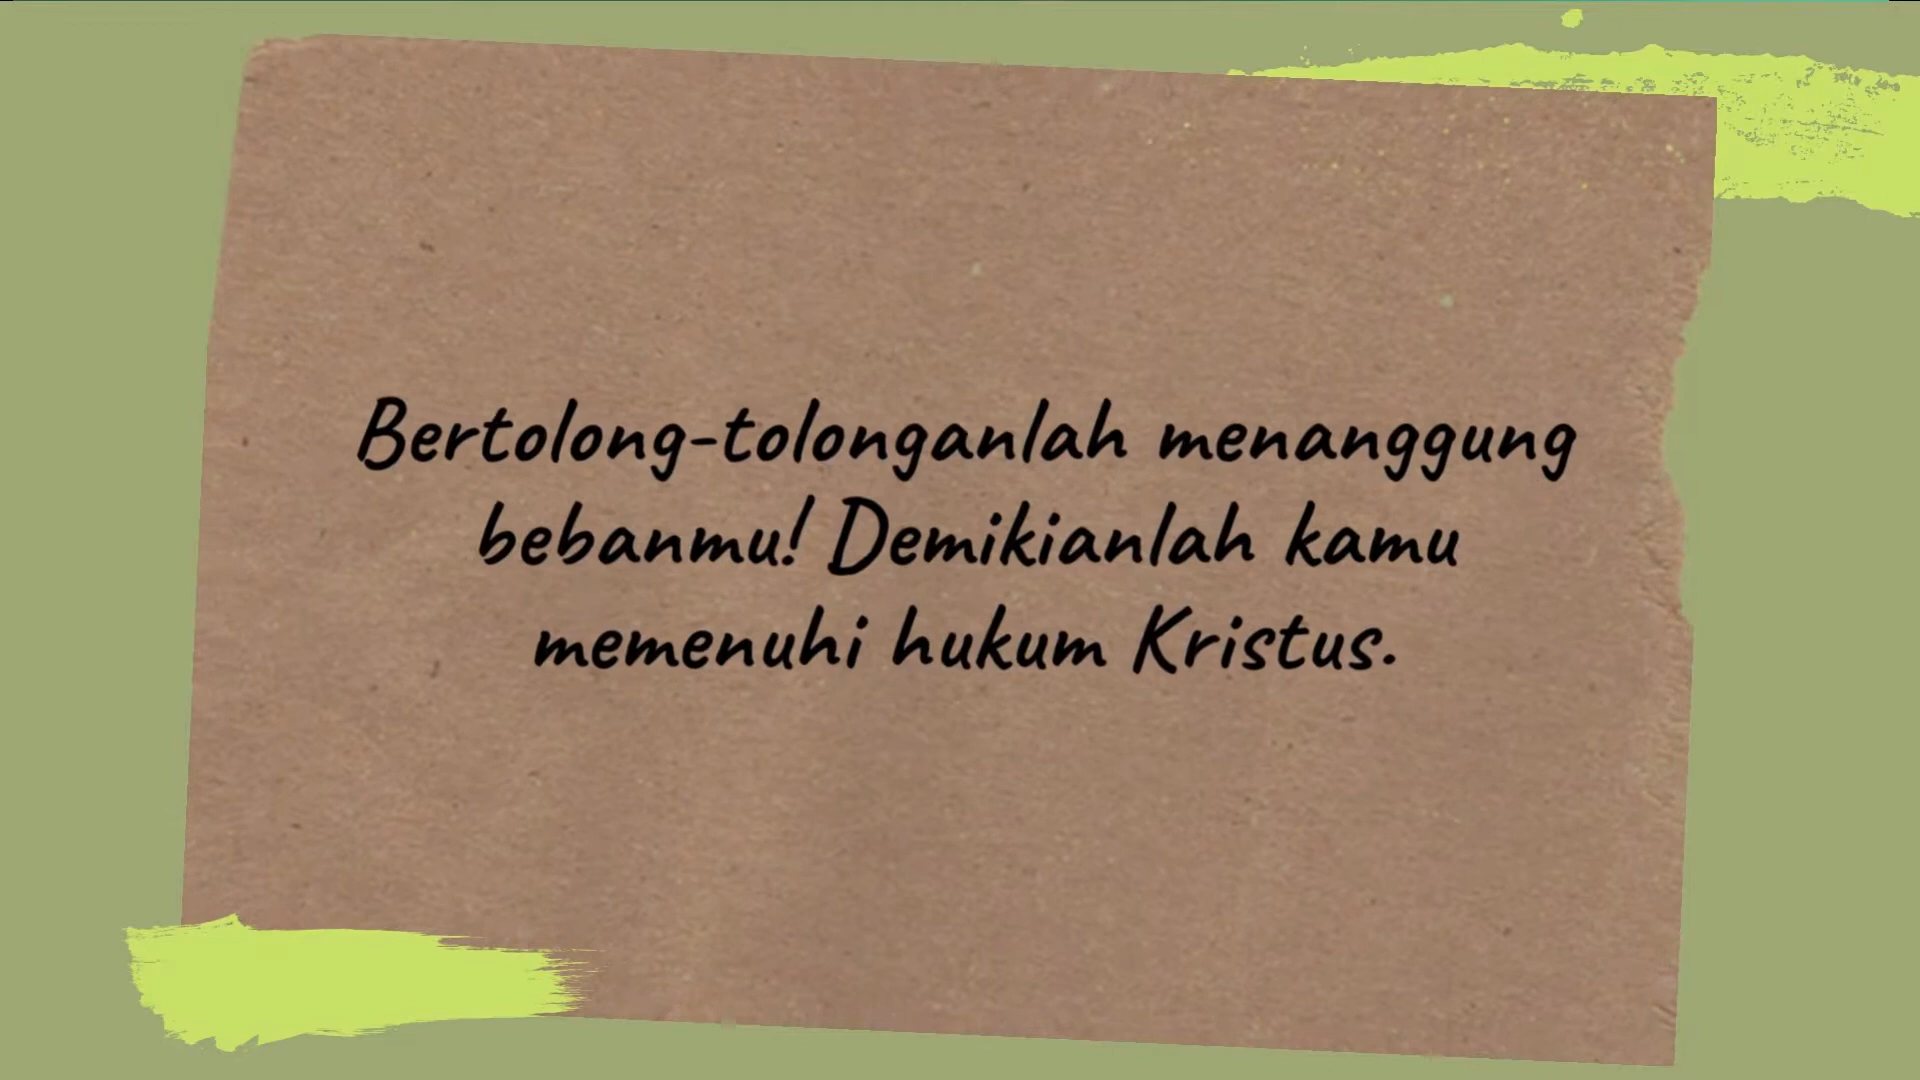 Bertolong-tolonganlah menanggung
bebanmu! Demikianlah kamu
memenuhi hukum Kristus.